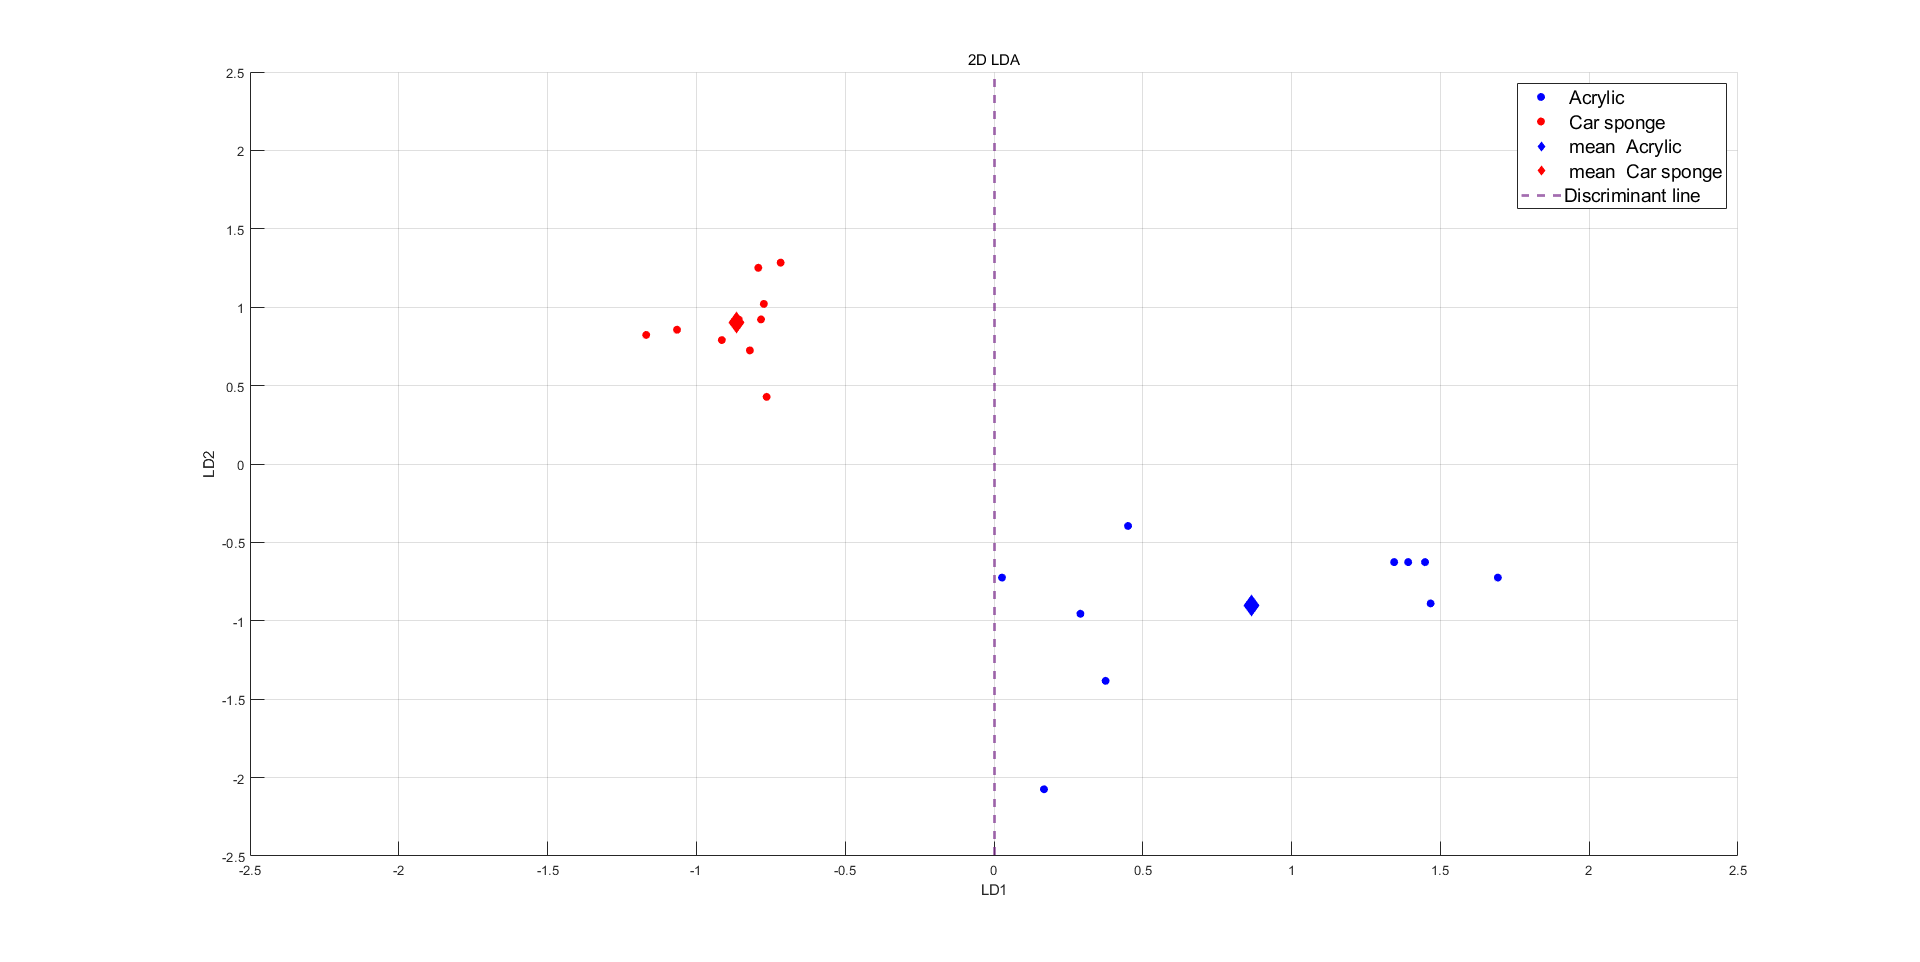 2D LDA
2.5
2
1.5
1
0.5
0
-0.5
-1
-1.5
-2
-2.5
LD2
-2.5 -2 -1.5 -1 -0.5 0 0.5 1 1.5 2 2.5
LD1
Acrylic
Car sponge
mean Acrylic
mean Car sponge
Discriminant line